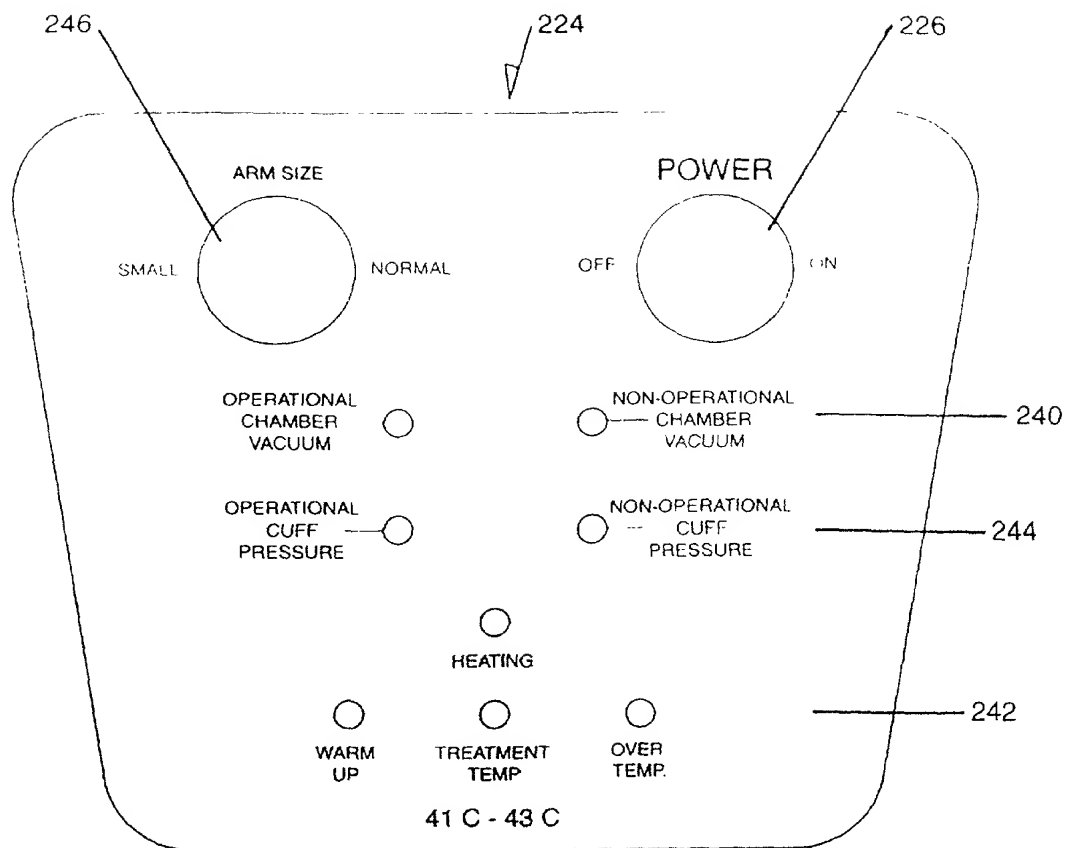 246
224
226
ARM SIZE
POWER
SMALL
NORMAL
OFF
ON
OPERATIONAL
CHAMBER
VACUUM
NON-OPERATIONAL
CHAMBER
VACUUM
240
OPERATIONAL
CUFF
PRESSURE
NON-OPERATIONAL
CUFF
PRESSURE
244
HEATING
242
WARM
UP
TREATMENT
TEMP
OVER
TEMP.
41 C - 43 C